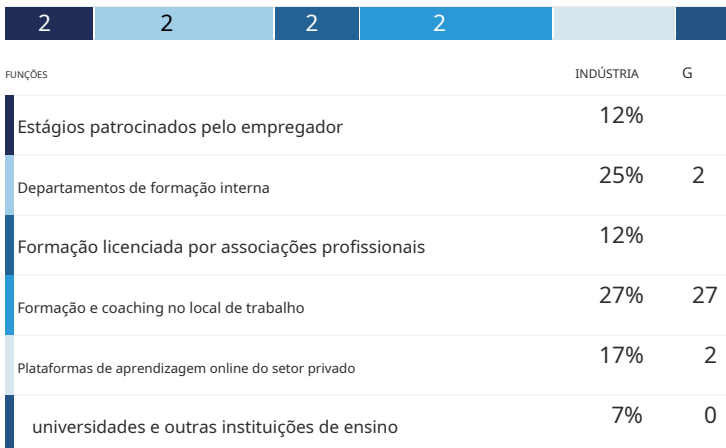 2 2 2 2
FUNÇÕES INDÚSTRIA G
Estágios patrocinados pelo empregador 12%
Departamentos de formação interna 25% 2
Formação licenciada por associações profissionais 12%
Formação e coaching no local de trabalho 27% 27
Plataformas de aprendizagem online do setor privado 17% 2
universidades e outras instituições de ensino 7% 0